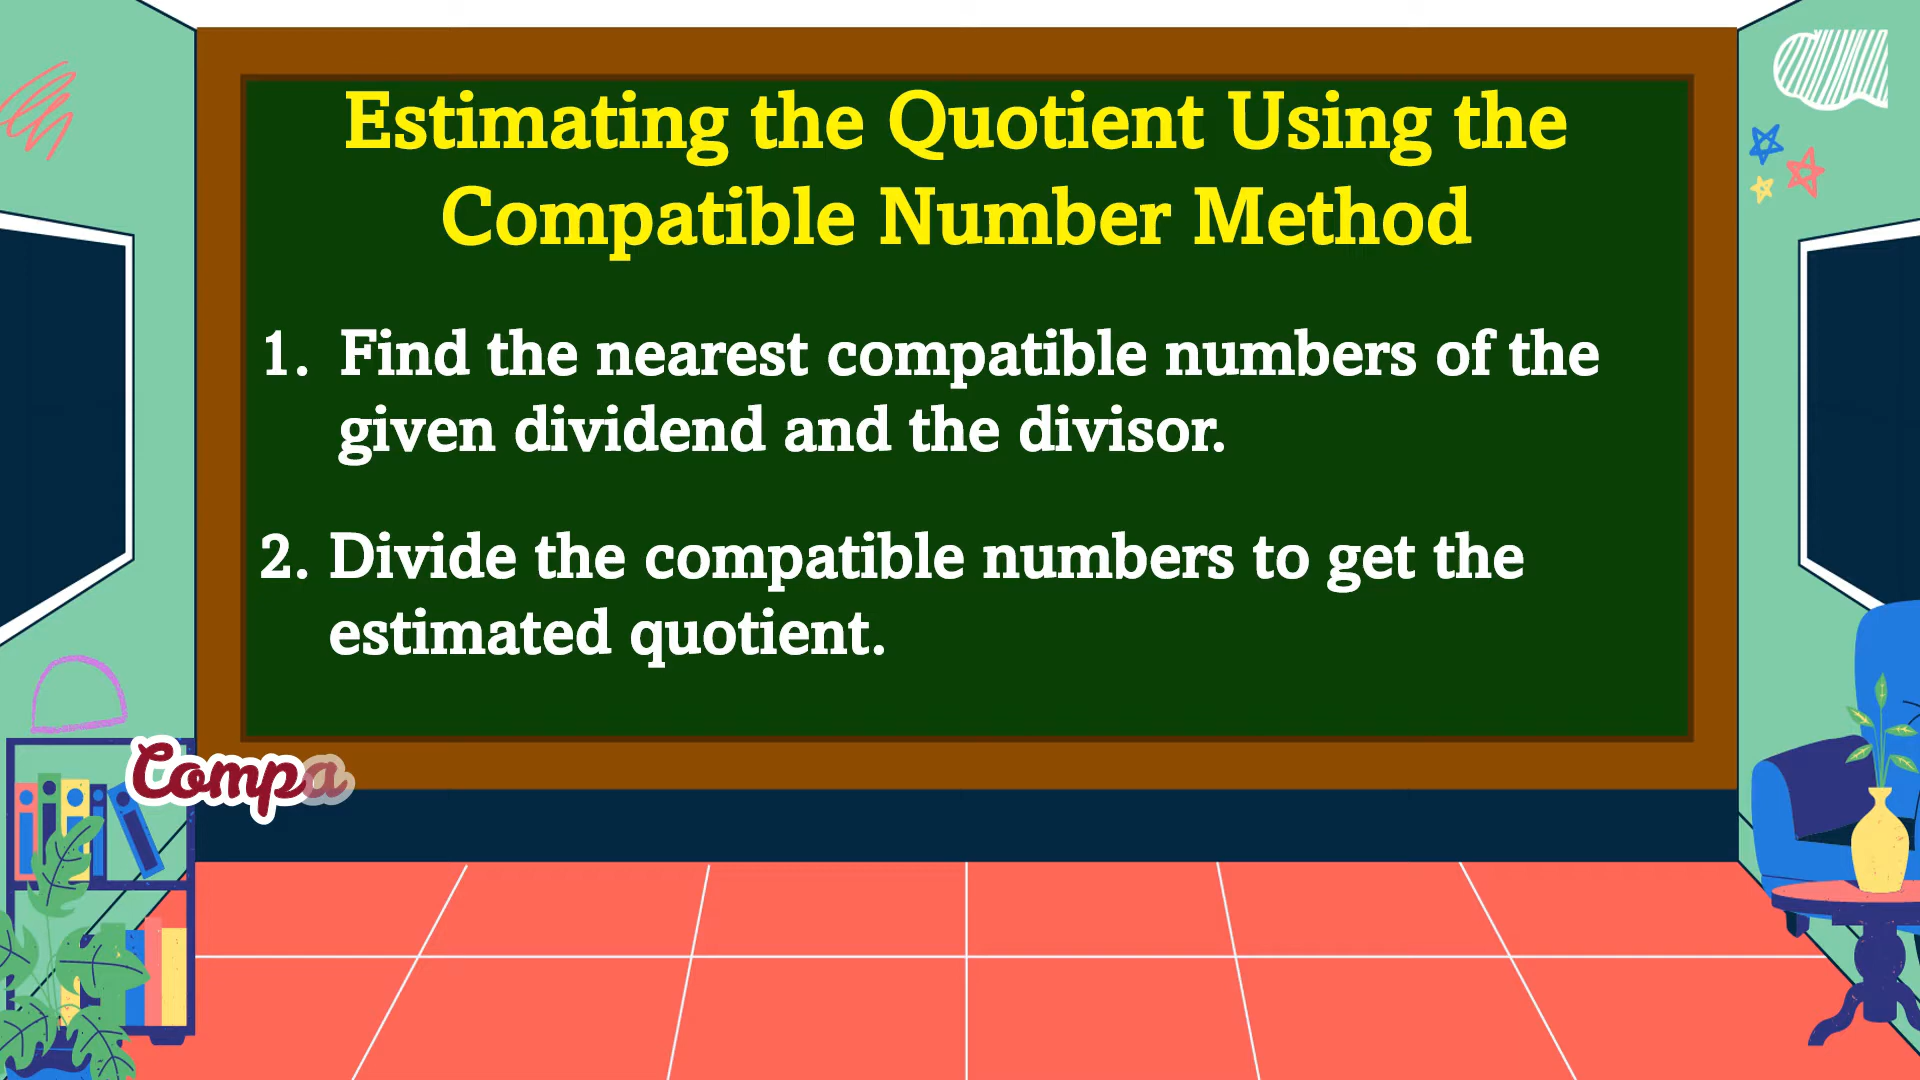 Estimating the Quotient Using the
Compatible Number Method
1. Find the nearest compatible numbers of the
given dividend and the divisor.
2. Divide the compatible numbers to get the
estimated quotient.
Compa